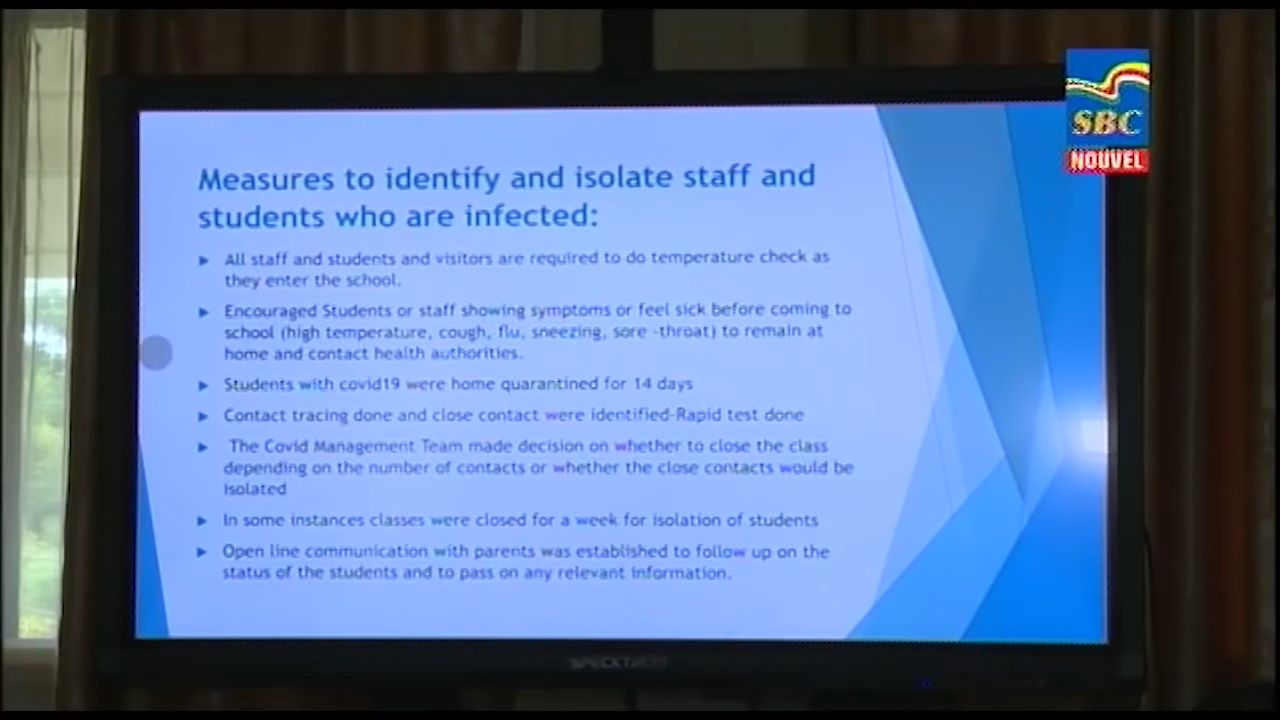 SBC
NOUVEL
Measures to identify and isolate staff and
students who are infected:
All staff and students and visitors are required to do temperature check as
they enter the school.
Encouraged Students or staff showing symptoms or feel sick before coming to
school (high temperature, cough, flu, sneezing, sore -throat) to remain at
home and contact health authorities.
Students with covid19 were home quarantined for 14 days
Contact tracing done and close contact were identified-Rapid test done
The Covid Management Team made decision on whether to close the class
depending on the number of contacts or whether the close contacts would be
isolated
In some instances classes were closed for a week for isolation of students
Open line communication with parents was established to follow up on the
status of the students and to pass on any relevant information.
SPECKTRON